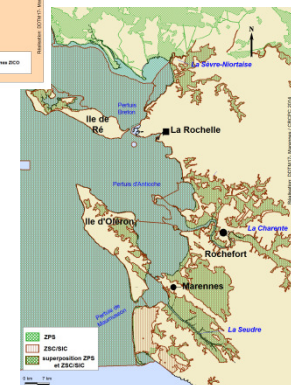 nes ZICO
N
La Sèvre-Niortaise
Pertuis
Breton
Ile de
Ré
La Rochelle
Pertuis d'Antioche
Ile d'Oléron
La Charente
Rochefort
Marennes
Pertuis de
Maumusson
La Seudre
ZPS
ZSC/SIC
superposition ZPS
et ZSC/SIC
0 km